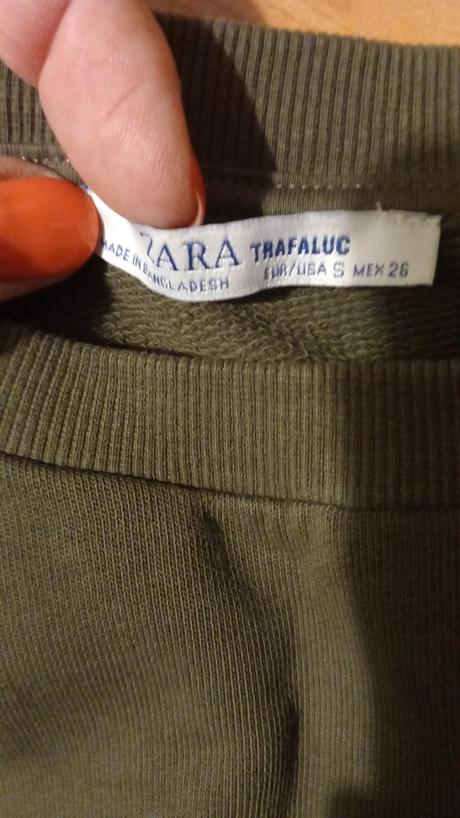 ZARA TRAFALUC
MADE IN BANGLADESH EUR/USA S MEX 26